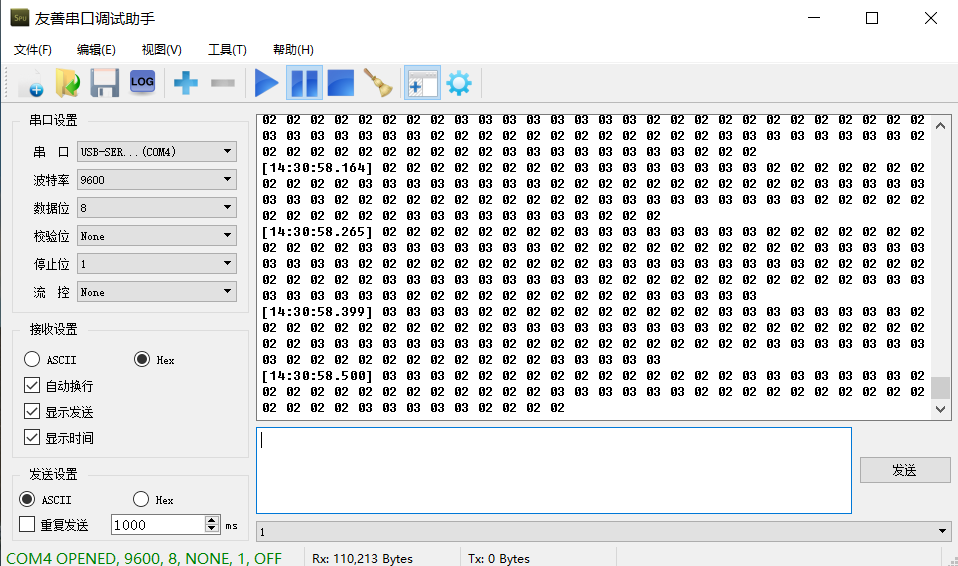 友善串口调试助手
文件(F) 编辑(E) 视图(V) 工具(T) 帮助(H)
LOG
串口设置
串 口 USB-SER...(COM4)
波特率 9600
数据位 8
校验位 None
停止位 1
流 控 None
接收设置
ASCII Hex
自动换行
显示发送
显示时间
发送设置
ASCII Hex
重复发送 1000 ms
02 02 02 02 02 02 02 02 03 03 03 03 03 03 03 03 02 02 02 02 02 02 02 02 02 02 02 02
03 03 03 03 03 03 03 02 02 02 02 02 02 02 02 02 02 02 02 03 03 03 03 03 03 03 03 02
02 02 02 02 02 02 02 02 02 03 03 03 03 03 03 03 03 03 02 02 02
[14:30:58.164] 02 02 02 02 02 02 02 02 03 03 03 03 03 03 03 03 02 02 02 02 02 02 02
02 02 02 02 03 03 03 03 03 03 03 02 02 02 02 02 02 02 02 02 02 02 02 03 03 03 03 03
03 03 03 02 02 02 02 02 02 02 02 02 02 02 03 03 03 03 03 03 03 03 02 02 02 02 02 02
02 02 02 02 02 02 03 03 03 03 03 03 03 03 02 02 02
[14:30:58.265] 02 02 02 02 02 02 02 03 03 03 03 03 03 03 03 02 02 02 02 02 02 02 02
02 02 02 02 03 03 03 03 03 03 03 02 02 02 02 02 02 02 02 02 02 02 02 03 03 03 03 03
03 03 03 03 02 02 02 02 02 02 02 02 02 02 02 03 03 03 03 03 03 03 03 02 02 02 02 02
02 02 02 02 02 03 03 03 03 03 03 03 03 02 02 02 02 02 02 02 02 02 02 02 02 03 03 03
03 03 03 03 03 03 02 02 02 02 02 02 02 02 02 02 03 03 03 03 03
[14:30:58.399] 03 03 03 02 02 02 02 02 02 02 02 02 02 02 03 03 03 03 03 03 03 03 02
02 02 02 02 02 02 02 02 02 02 03 03 03 03 03 03 03 03 02 02 02 02 02 02 02 02 02 02
02 02 03 03 03 03 03 03 03 02 02 02 02 02 02 02 02 02 02 02 02 03 03 03 03 03 03 03
03 02 02 02 02 02 02 02 02 02 02 02 03 03 03 03 03
[14:30:58.500] 03 03 03 02 02 02 02 02 02 02 02 02 02 02 02 03 03 03 03 03 03 03 02
02 02 02 02 02 02 02 02 02 02 02 02 03 03 03 03 03 03 02 02 02 02 02 02 02 02 02 02
02 02 02 02 03 03 03 03 03 02 02 02 02
发送
1
COM4 OPENED, 9600, 8, NONE, 1, OFF Rx: 110,213 Bytes Tx: 0 Bytes